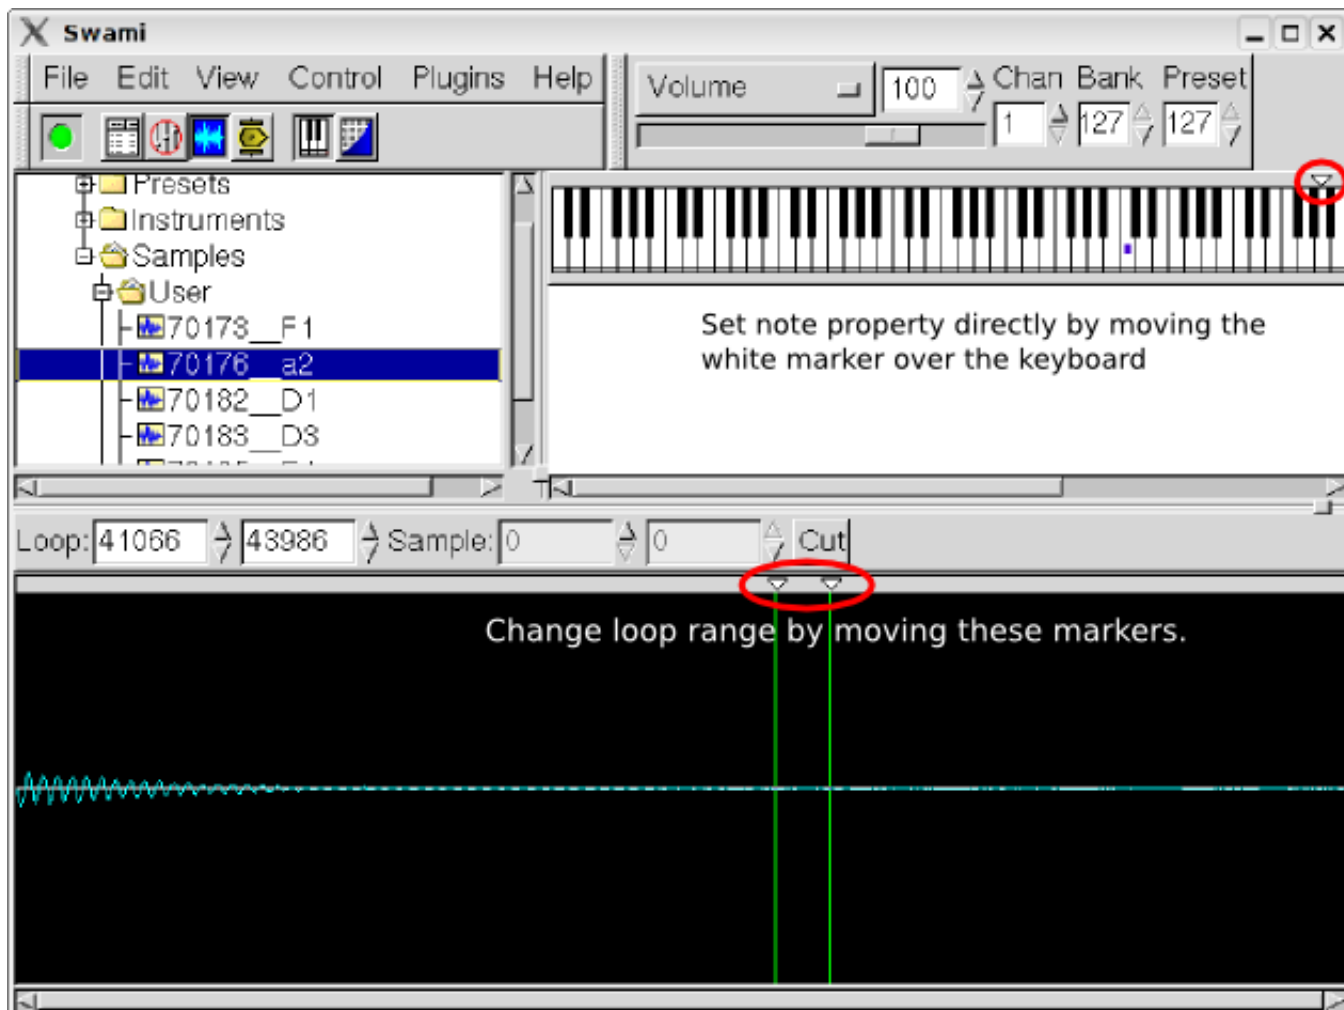 Swami
File Edit View Control Plugins Help
Volume 100 Chan Bank Preset
1 127 127
Presets
Instruments
Samples
User
70173__F1
70176__a2
70182__D1
70183__D3
Set note property directly by moving the
white marker over the keyboard
Loop: 41066 43986 Sample: 0 0 Cut
Change loop range by moving these markers.